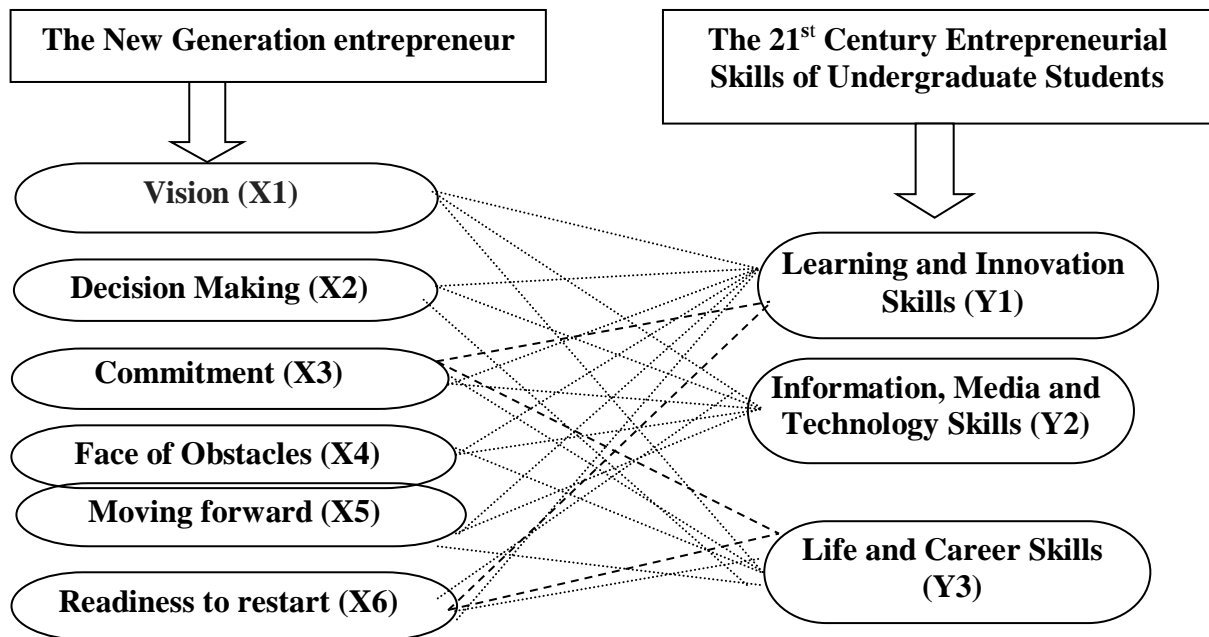 The New Generation entrepreneur
The 21st Century Entrepreneurial
Skills of Undergraduate Students
Vision (X1)
Decision Making (X2)
Commitment (X3)
Face of Obstacles (X4)
Moving forward (X5)
Readiness to restart (X6)
Learning and Innovation
Skills (Y1)
Information, Media and
Technology Skills (Y2)
Life and Career Skills
(Y3)